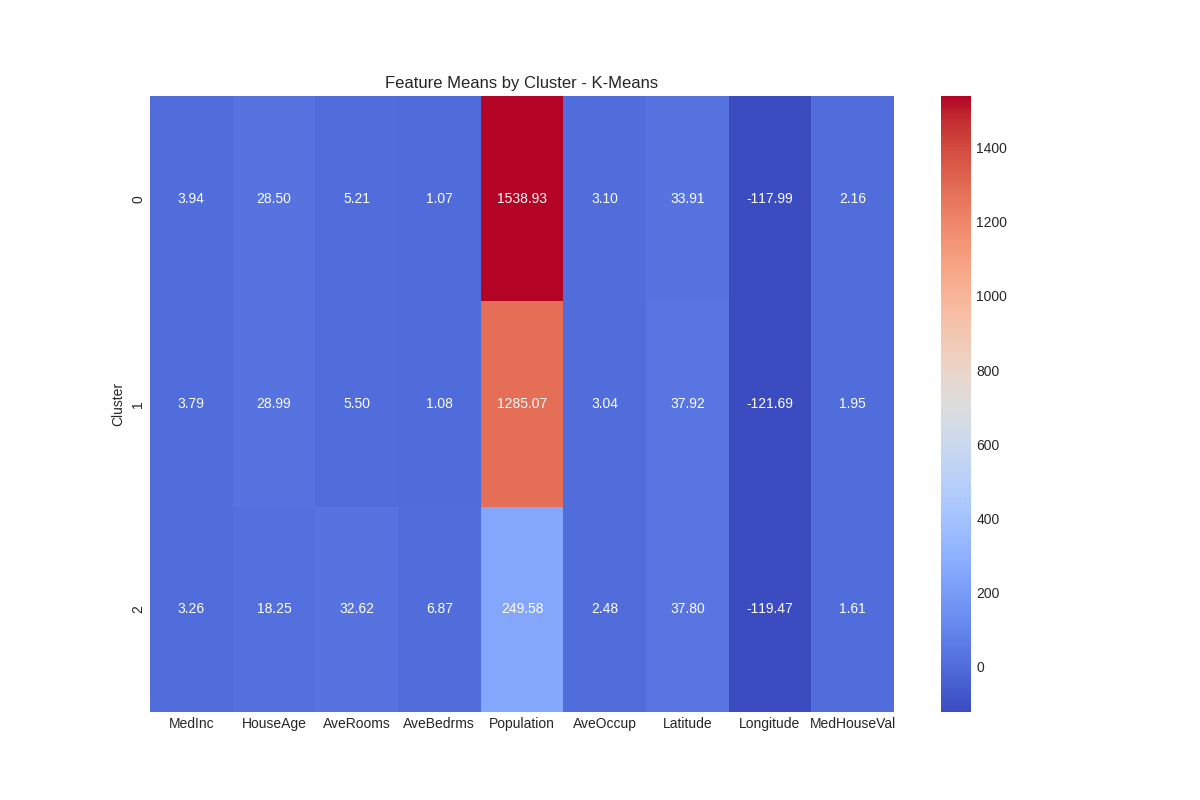 Feature Means by Cluster - K-Means
Cluster
0 3.94 28.50 5.21 1.07 1538.93 3.10 33.91 -117.99 2.16
1 3.79 28.99 5.50 1.08 1285.07 3.04 37.92 -121.69 1.95
2 3.26 18.25 32.62 6.87 249.58 2.48 37.80 -119.47 1.61
MedInc HouseAge AveRooms AveBedrms Population AveOccup Latitude Longitude MedHouseVal
1400
1200
1000
800
600
400
200
0